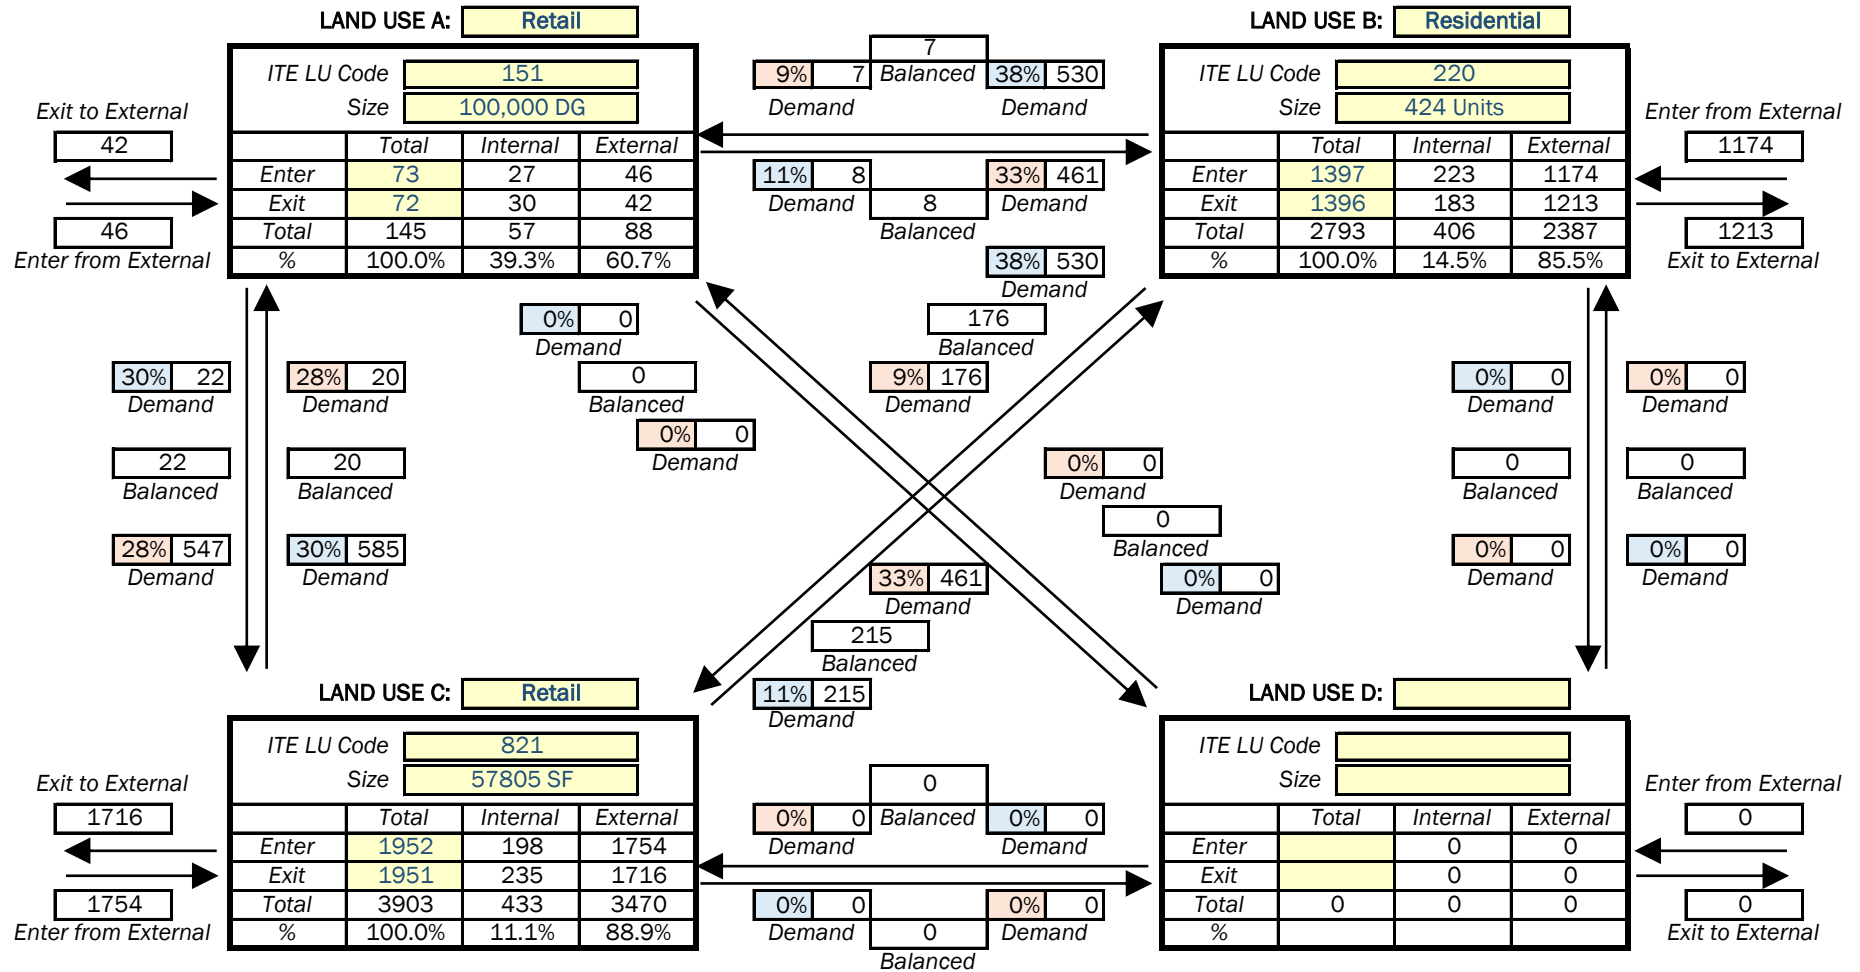 LAND USE A: Retail
LAND USE B: Residential
7
ITE LU Code 151
9% 7 Balanced 38% 530
ITE LU Code 220
Size 100,000 DG
Demand Demand
Size 424 Units
Exit to External
Enter from External
42
Total Internal External
Total Internal External
1174
Enter 73 27 46
11% 8 33% 461
Enter 1397 223 1174
Exit 72 30 42
Demand 8 Demand
Exit 1396 183 1213
46
Total 145 57 88
Balanced
Total 2793 406 2387
1213
Enter from External
% 100.0% 39.3% 60.7%
38% 530
% 100.0% 14.5% 85.5%
Exit to External
Demand
0% 0
176
Demand
Balanced
30% 22 28% 20
0
9% 176
0% 0 0% 0
Demand Demand
Balanced
Demand
Demand Demand
0% 0
Demand
22 20
0% 0
0 0
Balanced Balanced
Demand
Balanced Balanced
0
Balanced
28% 547 30% 585
0% 0 0% 0
Demand Demand
33% 461
0% 0
Demand Demand
Demand
Demand
215
Balanced
LAND USE C: Retail
11% 215
LAND USE D:
Demand
ITE LU Code 821
ITE LU Code
Size 57805 SF
0
Size
Exit to External
Enter from External
1716
Total Internal External
0% 0 Balanced 0% 0
Total Internal External
0
Enter 1952 198 1754
Demand Demand
Enter 0 0
Exit 1951 235 1716
Exit 0 0
1754
Total 3903 433 3470
0% 0 0% 0
Total 0 0 0
0
Enter from External
% 100.0% 11.1% 88.9%
Demand 0 Demand
%
Exit to External
Balanced